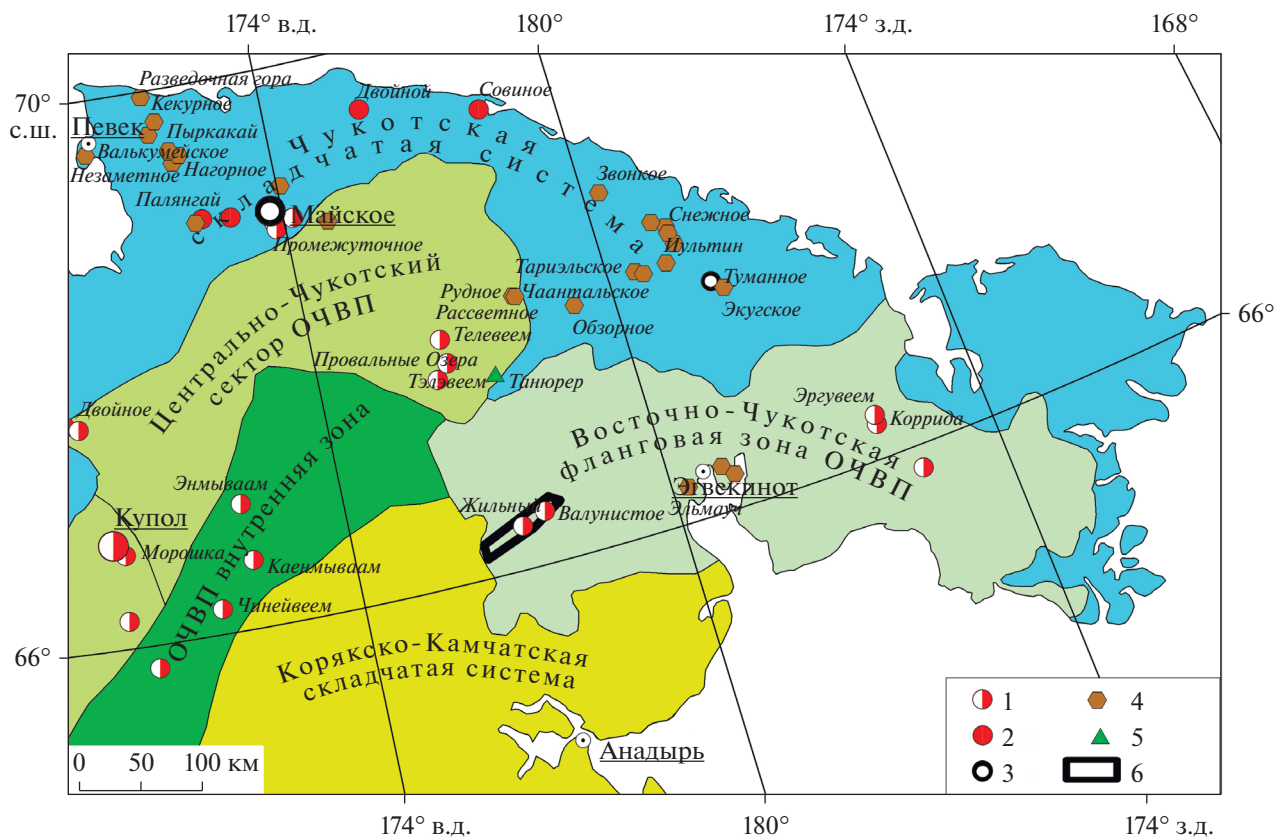 174° в.д.
180°
174° з.д.
168°
70°
с.ш.
Разведочная гора
Кекурное
Певек
Пыркакай
Валькумейское
Незаметное
Нагорное
Палянгай
Двойной
Совиное
Чукотская
складчатая система
Майское
Промежуточное
Звонкое
Снежное
Иультин
Тариэльское
Туманное
Экугское
Рудное
Чаантальское
Рассветное
Обзорное
Телевеем
Провальные Озера
Тэлэвеем
Танюрер
66°
Центрально-Чукотский
сектор ОЧВП
Двойное
Эргувеем
Коррида
Восточно-Чукотская
фланговая зона ОЧВП
Энмываам
ОЧВП внутренняя зона
Купол
Морошка
Каенмываам
Чинейвеем
Жильный
Валунистое
Эгвекинот
Эльмауч
66°
Корякско-Камчатская
складчатая система
Анадырь
0 50 100 км
1
2
3
4
5
6
174° в.д.
180°
174° з.д.